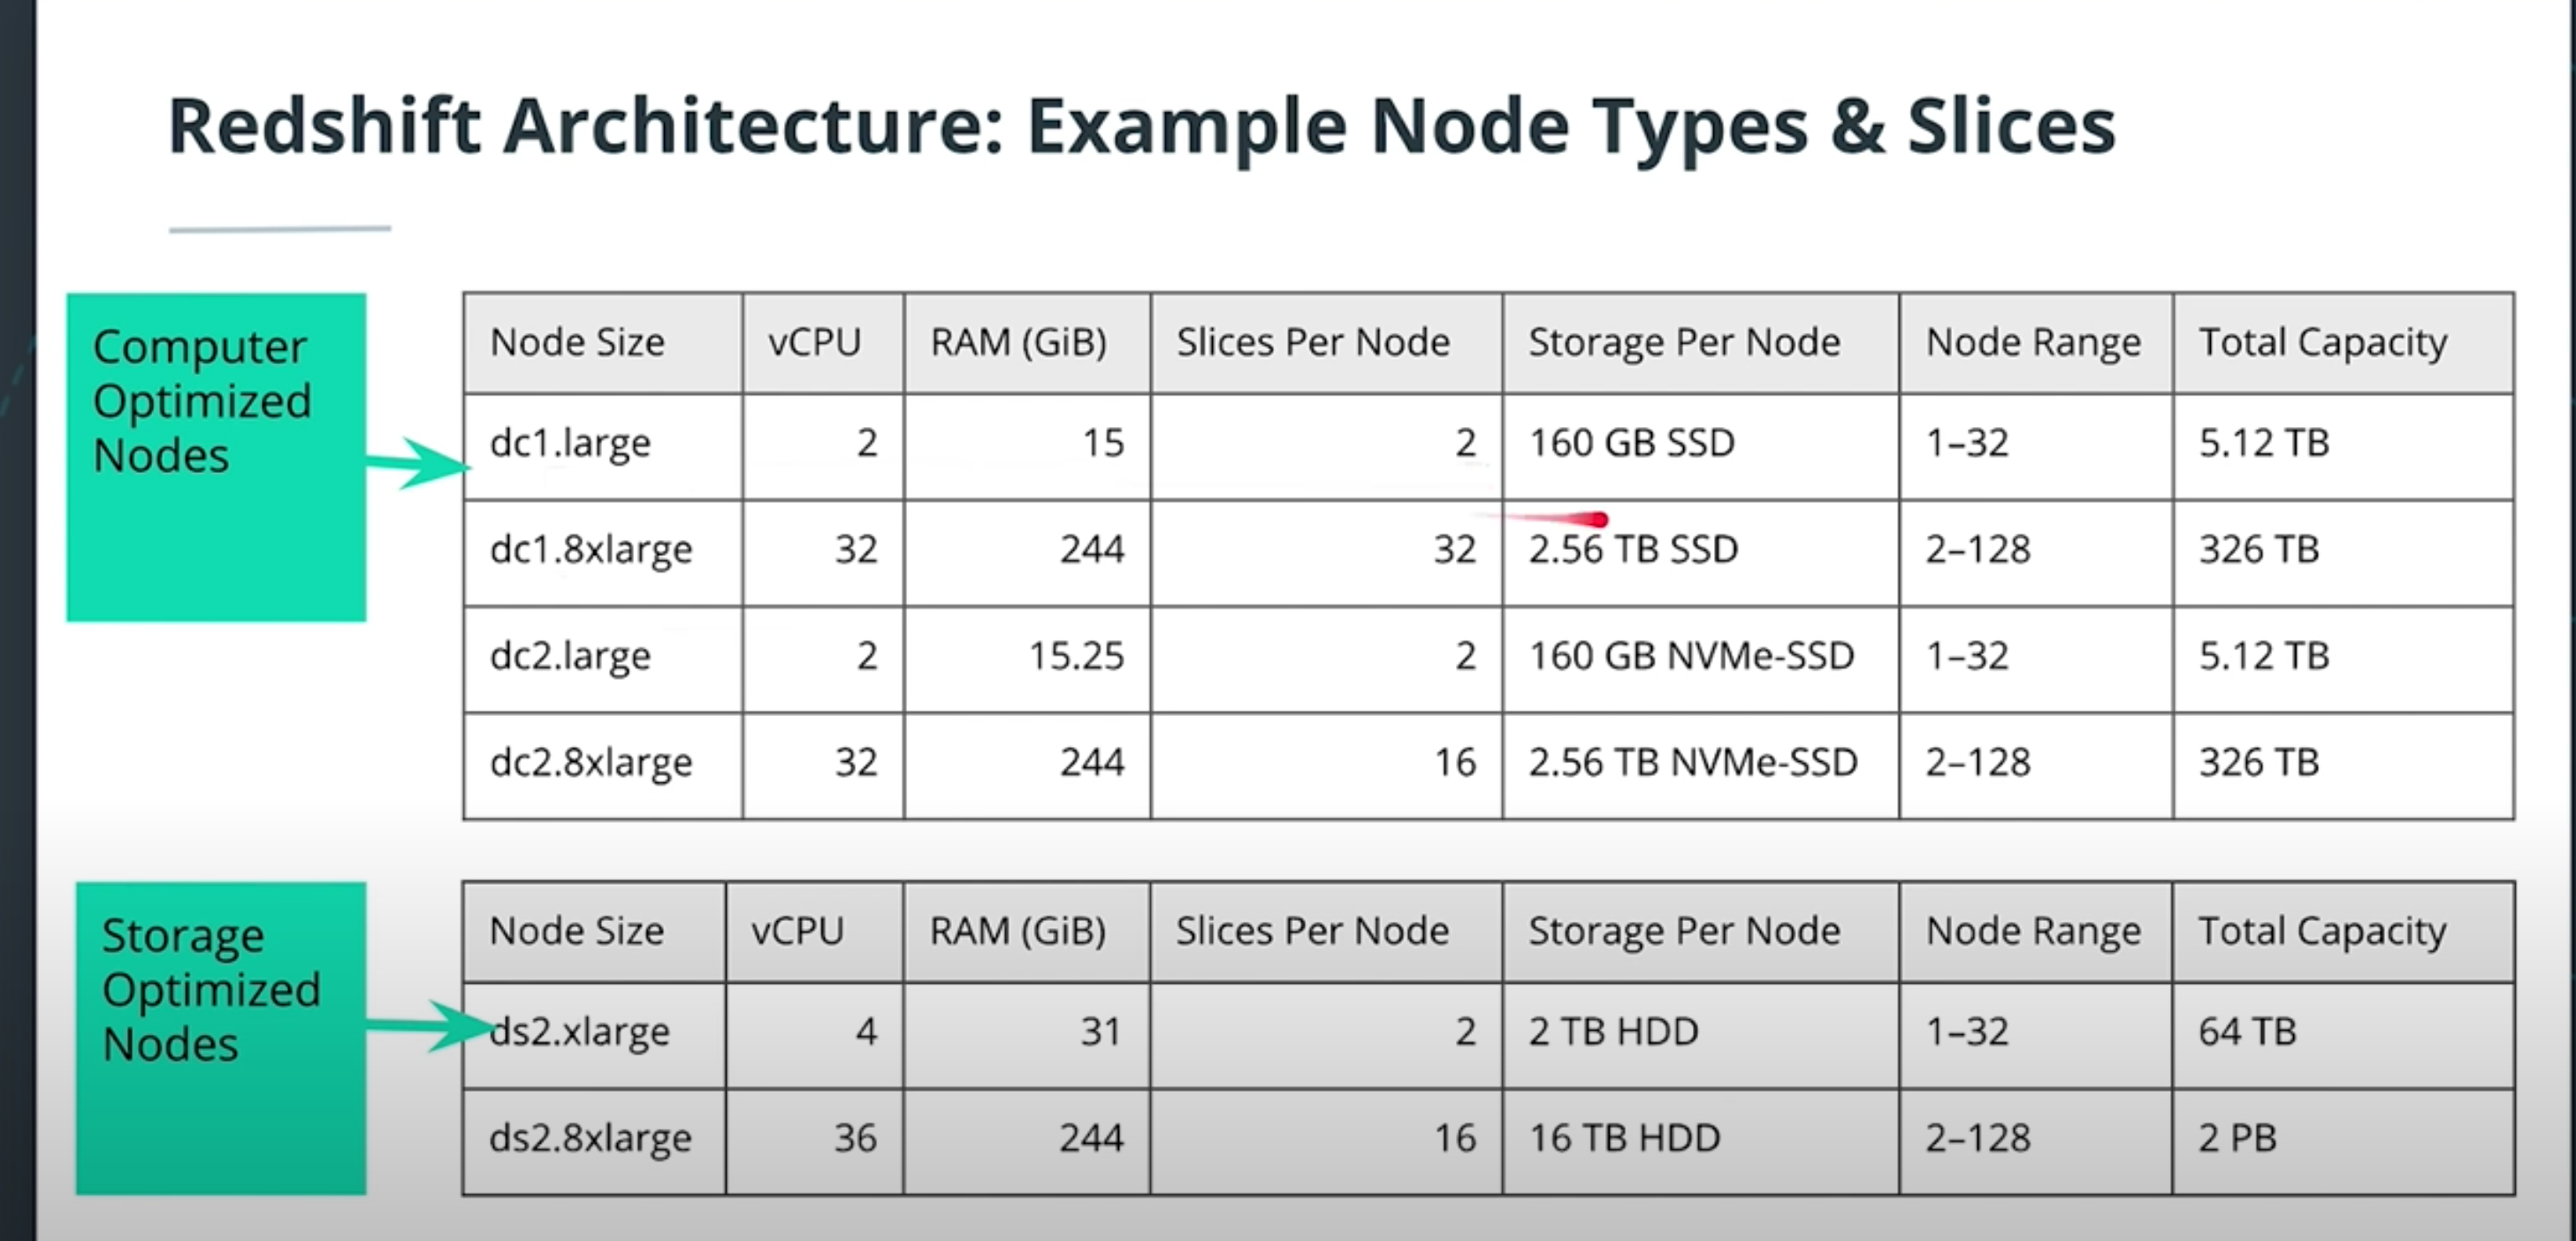 Redshift Architecture: Example Node Types & Slices
Computer
Optimized
Nodes
Node Size vCPU RAM (GiB) Slices Per Node Storage Per Node Node Range Total Capacity
dc1.large 2 15 2 160 GB SSD 1–32 5.12 TB
dc1.8xlarge 32 244 32 2.56 TB SSD 2–128 326 TB
dc2.large 2 15.25 2 160 GB NVMe-SSD 1–32 5.12 TB
dc2.8xlarge 32 244 16 2.56 TB NVMe-SSD 2–128 326 TB
Storage
Optimized
Nodes
Node Size vCPU RAM (GiB) Slices Per Node Storage Per Node Node Range Total Capacity
ds2.xlarge 4 31 2 2 TB HDD 1–32 64 TB
ds2.8xlarge 36 244 16 16 TB HDD 2–128 2 PB